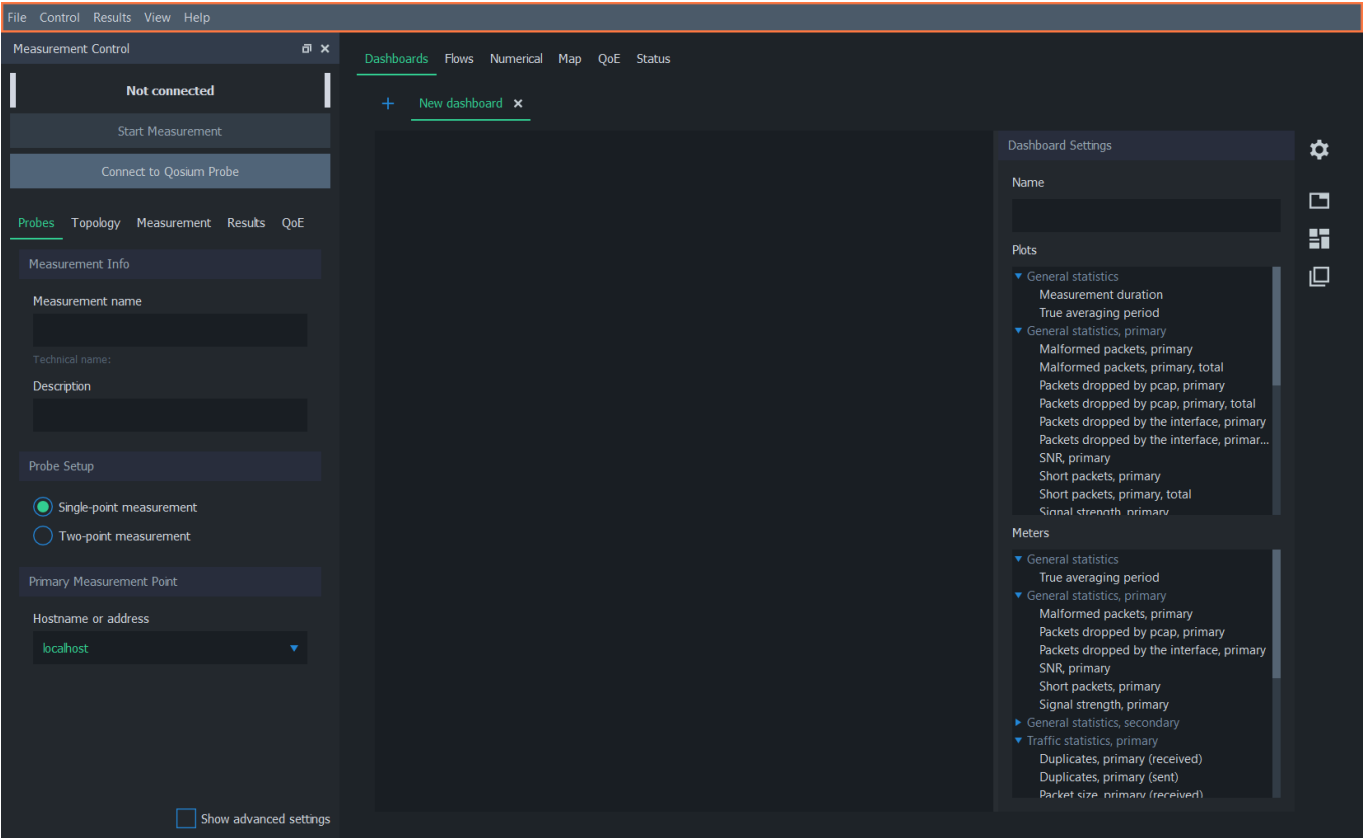 File Control Results View Help
Measurement Control
Not connected
Start Measurement
Connect to Qosium Probe
Probes Topology Measurement Results QoE
Measurement Info
Measurement name
Technical name:
Description
Probe Setup
Single-point measurement
Two-point measurement
Primary Measurement Point
Hostname or address
localhost
Show advanced settings
Dashboards Flows Numerical Map QoE Status
+ New dashboard ×
Dashboard Settings
Name
Plots
General statistics
Measurement duration
True averaging period
General statistics, primary
Malformed packets, primary
Malformed packets, primary, total
Packets dropped by pcap, primary
Packets dropped by pcap, primary, total
Packets dropped by the interface, primary
Packets dropped by the interface, primar...
SNR, primary
Short packets, primary
Short packets, primary, total
Signal strength, primary
Meters
General statistics
True averaging period
General statistics, primary
Malformed packets, primary
Packets dropped by pcap, primary
Packets dropped by the interface, primary
SNR, primary
Short packets, primary
Signal strength, primary
General statistics, secondary
Traffic statistics, primary
Duplicates, primary (received)
Duplicates, primary (sent)
Packet size, primary (received)